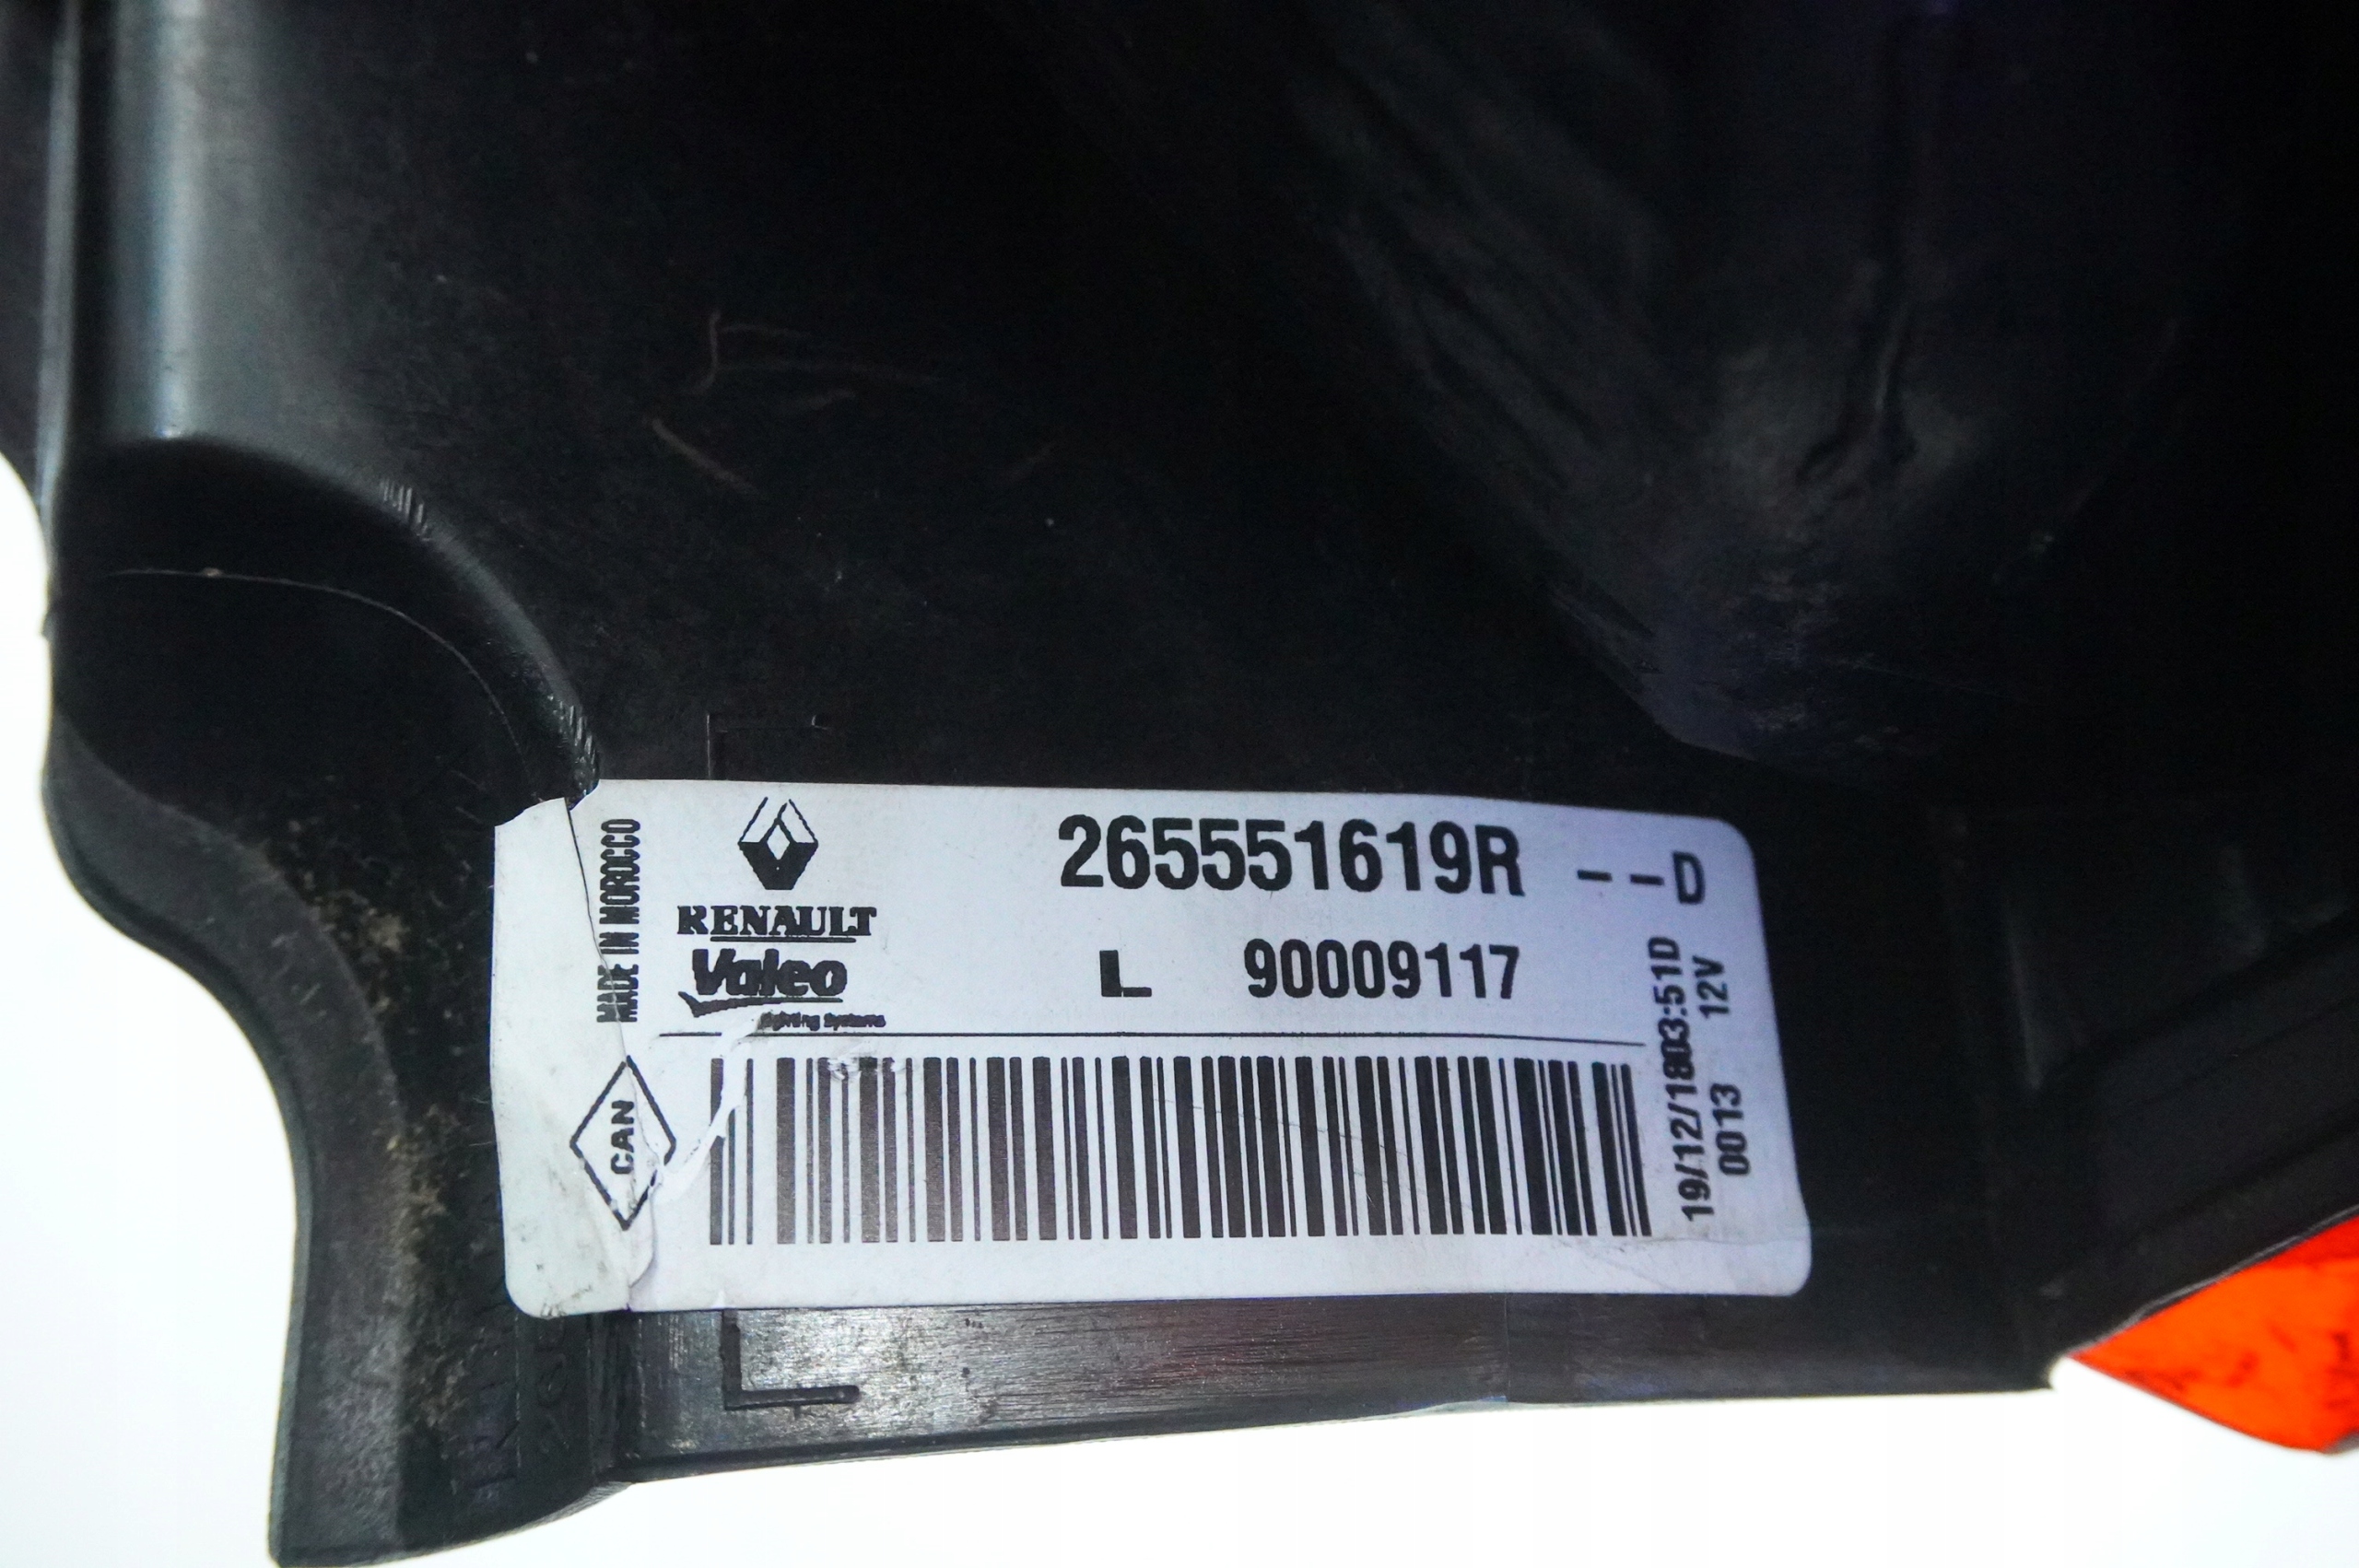 MADE IN MOROCCO
RENAULT
Valeo
Lighting Systems
265551619R --D
L 90009117
CAN
19/12/1803:51D
0013 12V
L